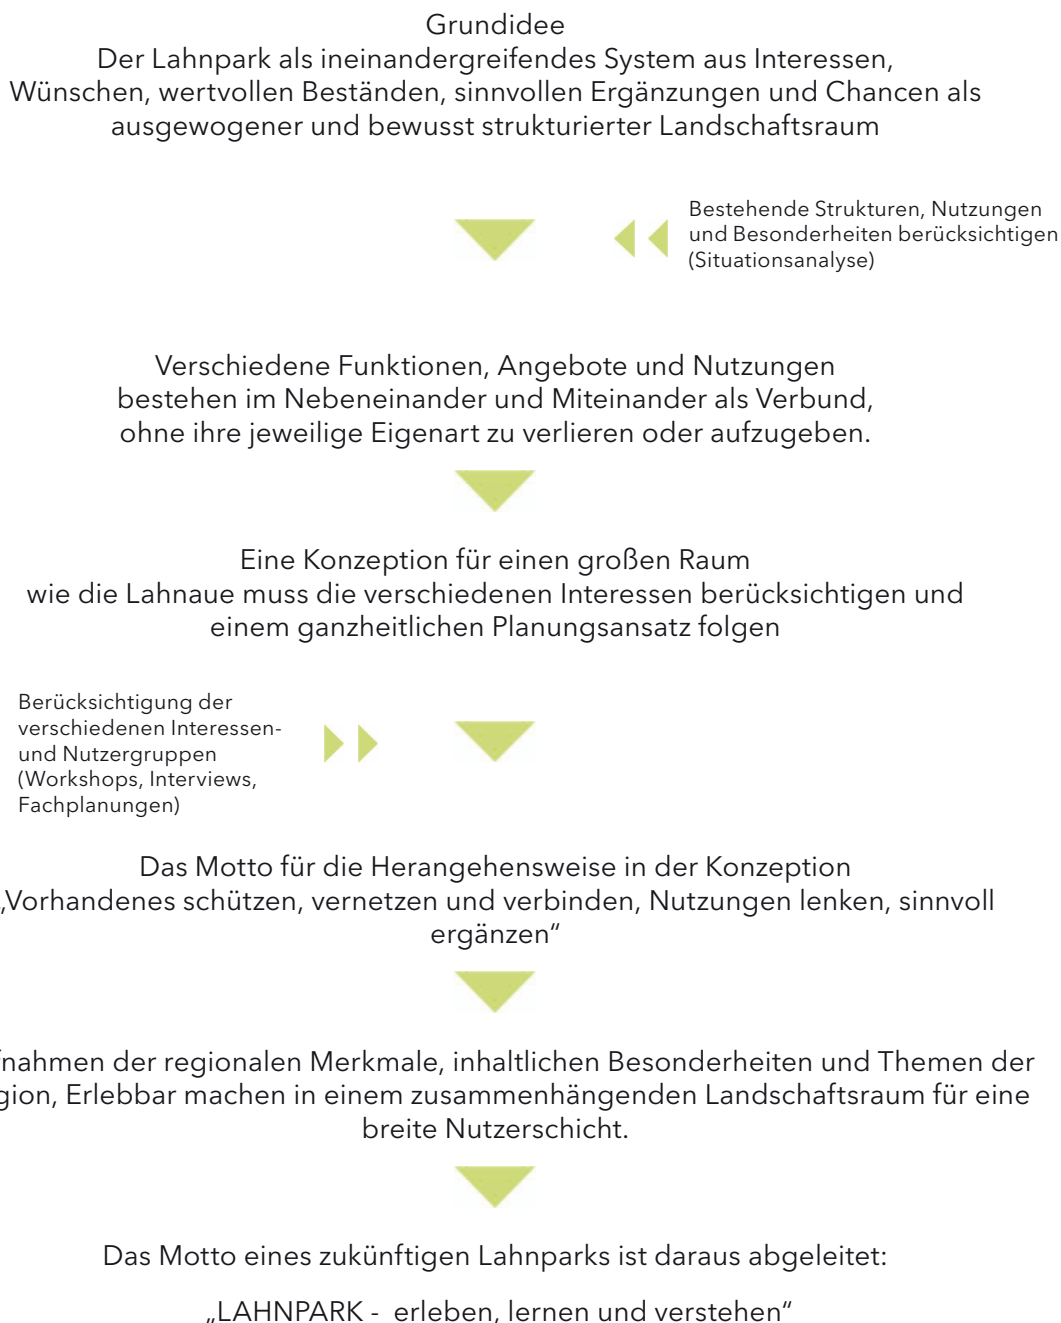 Grundidee
Der Lahnpark als ineinandergreifendes System aus Interessen,
Wünschen, wertvollen Beständen, sinnvollen Ergänzungen und Chancen als
ausgewogener und bewusst strukturierter Landschaftsraum
Bestehende Strukturen, Nutzungen
und Besonderheiten berücksichtigen
(Situationsanalyse)
Verschiedene Funktionen, Angebote und Nutzungen
bestehen im Nebeneinander und Miteinander als Verbund,
ohne ihre jeweilige Eigenart zu verlieren oder aufzugeben.
Eine Konzeption für einen großen Raum
wie die Lahnaue muss die verschiedenen Interessen berücksichtigen und
einem ganzheitlichen Planungsansatz folgen
Berücksichtigung der
verschiedenen Interessen-
und Nutzergruppen
(Workshops, Interviews,
Fachplanungen)
Das Motto für die Herangehensweise in der Konzeption
„Vorhandenes schützen, vernetzen und verbinden, Nutzungen lenken, sinnvoll
ergänzen“
der regionalen Merkmale, inhaltlichen Besonderheiten und Themen der
gion, Erlebbar machen in einem zusammenhängenden Landschaftsraum für eine
breite Nutzerschicht.
Das Motto eines zukünftigen Lahnparks ist daraus abgeleitet:
„LAHNPARK - erleben, lernen und verstehen“